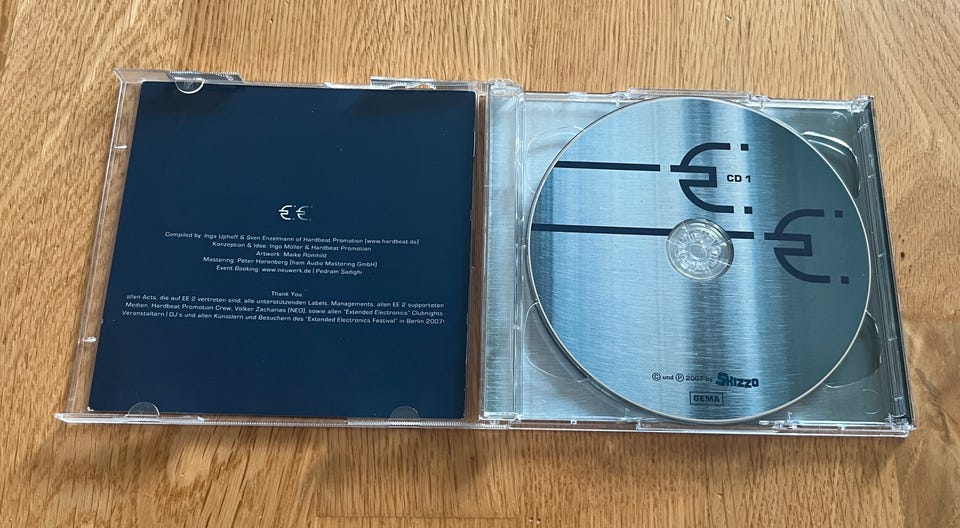 Compiled by: Inga Uphoff & Sven Enzelmann of Hardbeat Promotion (www.hardbeat.de)
Konzeption & Idee: Ingo Möller & Hardbeat Promotion
Artwork: Maike Römhild
Mastering: Peter Harenberg (ham Audio Mastering GmbH)
Event Booking: www.neuwerk.de | Pedram Sadighi
Thank You:
allen Acts, die auf EE 2 vertreten sind, alle unterstützenden Labels, Managements, allen EE 2 supporteten
Medien, Hardbeat Promotion Crew, Volker Zacharias (NEO), sowie allen "Extended Electronics" Clubnights
Veranstaltern | DJ's und allen Künstlern und Besuchern des "Extended Electronics Festival" in Berlin 2007!
CD 1
© und ℗ 2007 by SKIZZO
GEMA